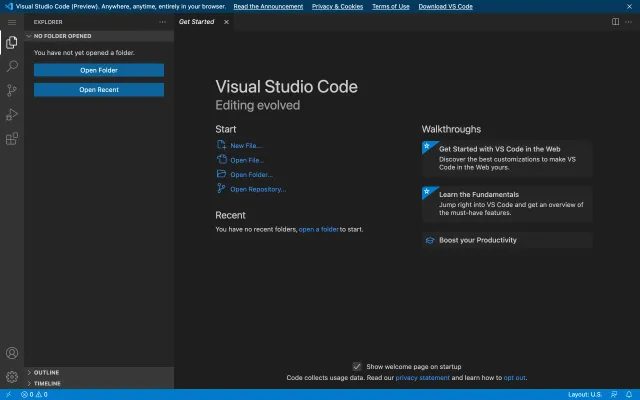 Visual Studio Code (Preview). Anywhere, anytime, entirely in your browser. Read the Announcement Privacy & Cookies Terms of Use Download VS Code
EXPLORER
Get Started
NO FOLDER OPENED
You have not yet opened a folder.
Open Folder
Open Recent
Visual Studio Code
Editing evolved
Start
New File...
Open File...
Open Folder...
Open Repository...
Recent
You have no recent folders, open a folder to start.
Walkthroughs
Get Started with VS Code in the Web
Discover the best customizations to make VS
Code in the Web yours.
Learn the Fundamentals
Jump right into VS Code and get an overview of
the must-have features.
Boost your Productivity
Show welcome page on startup
Code collects usage data. Read our privacy statement and learn how to opt out.
OUTLINE
TIMELINE
0 0
Layout: U.S.